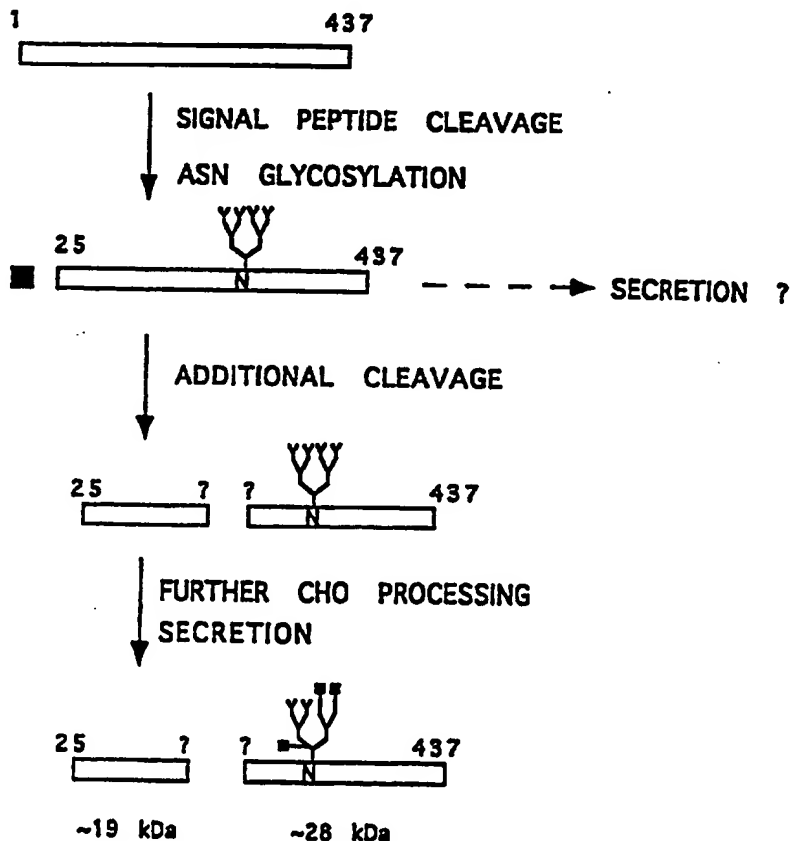 1 437
SIGNAL PEPTIDE CLEAVAGE
ASN GLYCOSYLATION
25 437
N
SECRETION ?
ADDITIONAL CLEAVAGE
25 ? ? 437
N
FURTHER CHO PROCESSING
SECRETION
25 ? ? 437
N
~19 kDa ~28 kDa